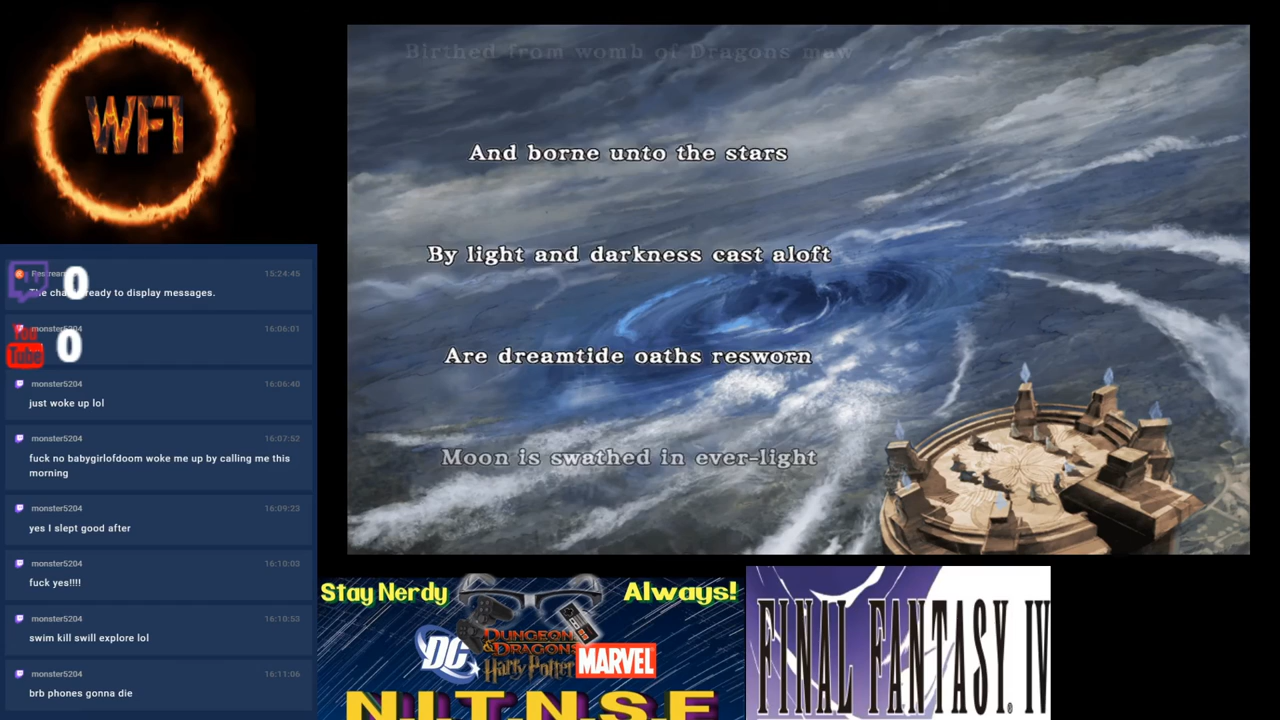 WF1
Birthed from womb of Dragons maw
And borne unto the stars
By light and darkness cast aloft
Are dreamtide oaths resworn
Moon is swathed in ever-light
15:24:45
ready to display messages.
0
monster5204 16:06:01
You
Tube
0
monster5204 16:06:40
just woke up lol
monster5204 16:07:52
fuck no babygirlofdoom woke me up by calling me this
morning
monster5204 16:09:23
yes I slept good after
monster5204 16:10:03
fuck yes!!!!
monster5204 16:10:53
swim kill swill explore lol
monster5204 16:11:06
brb phones gonna die
Stay Nerdy Always!
DC
DUNGEONS
& DRAGONS
Harry Potter
MARVEL
N.I.T.N.S.F
FINAL FANTASY. IV